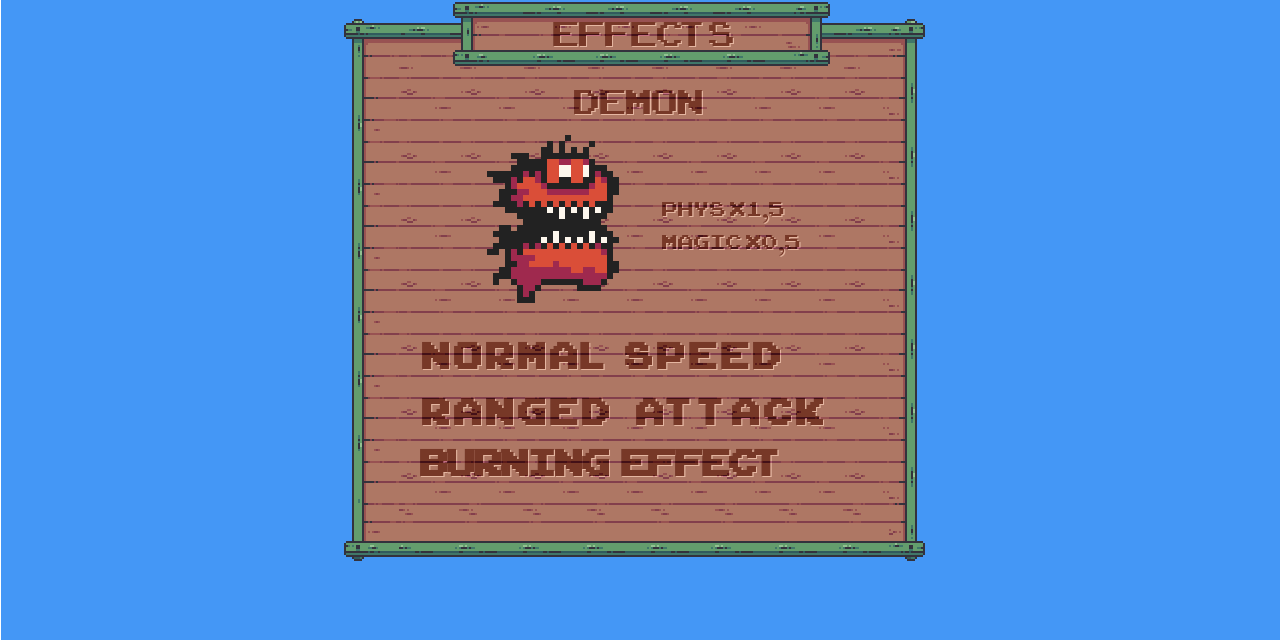 EFFECTS
DEMON
PHYS X1,5
MAGIC X0,5
NORMAL SPEED
RANGED ATTACK
BURNING EFFECT